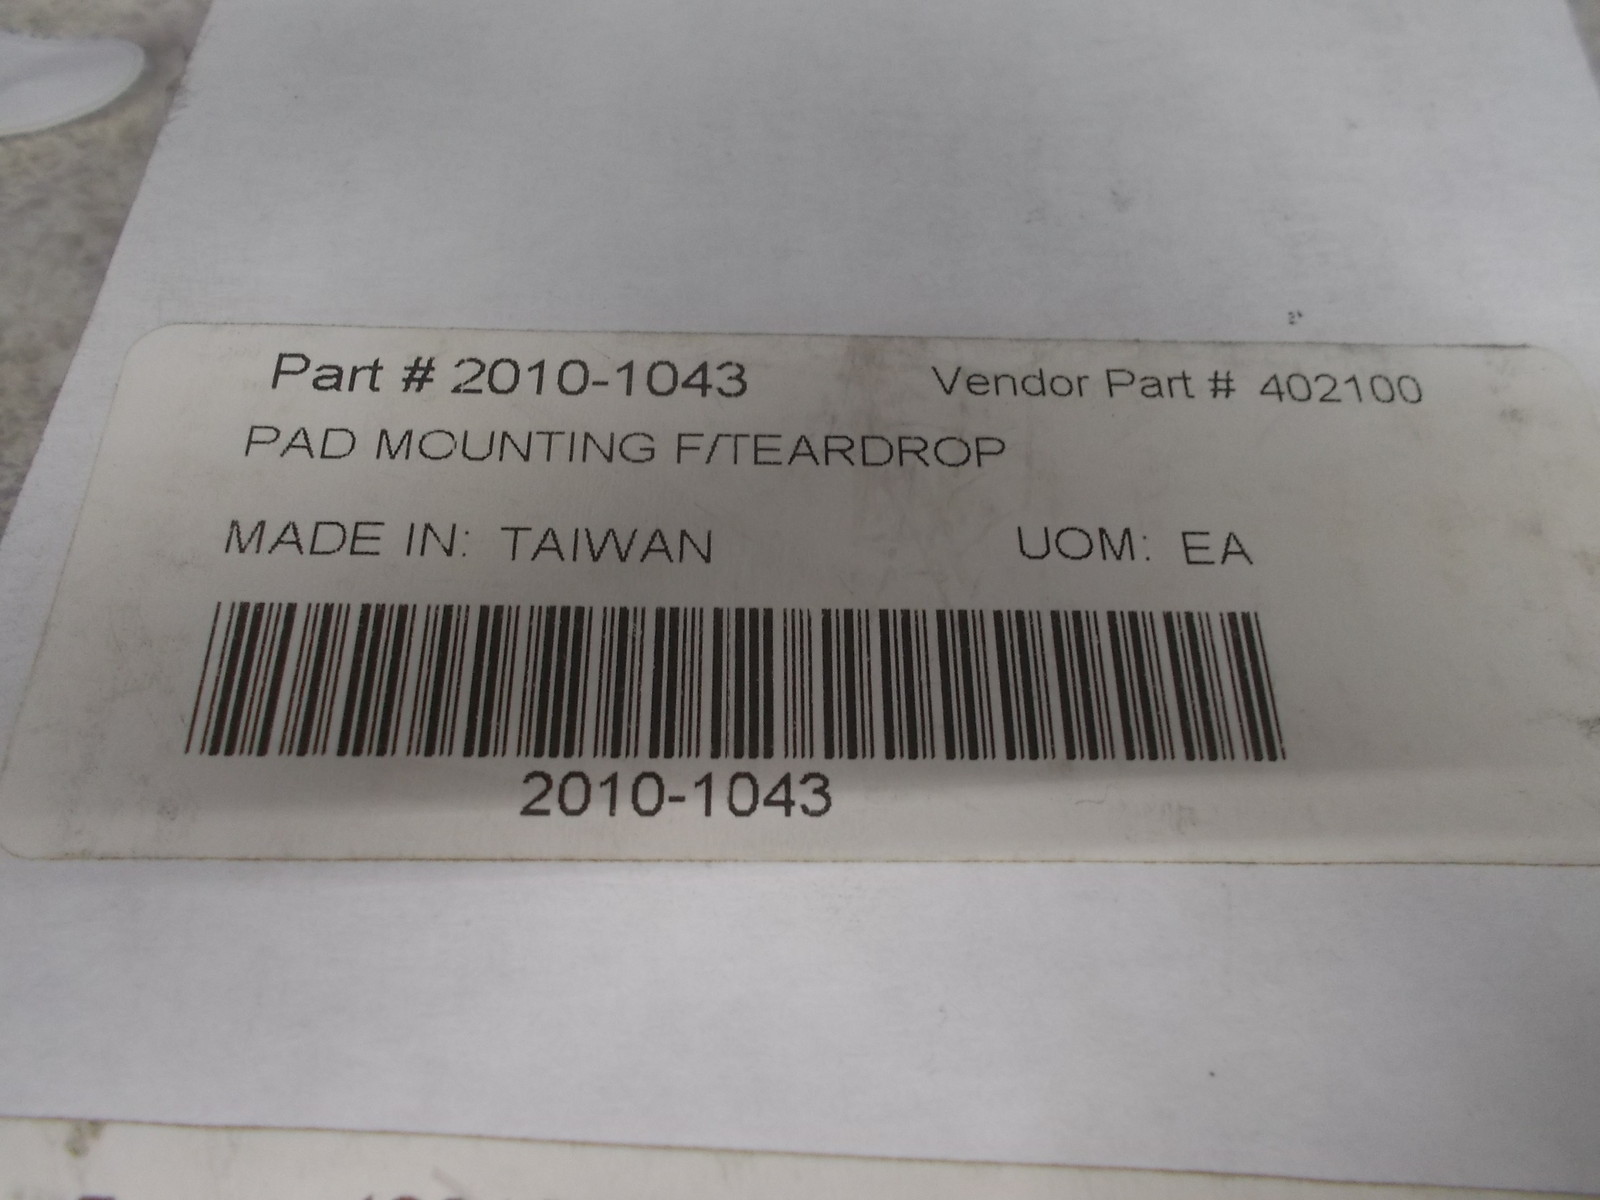 Part # 2010-1043 Vendor Part # 402100
PAD MOUNTING F/TEARDROP
MADE IN: TAIWAN UOM: EA
2010-1043